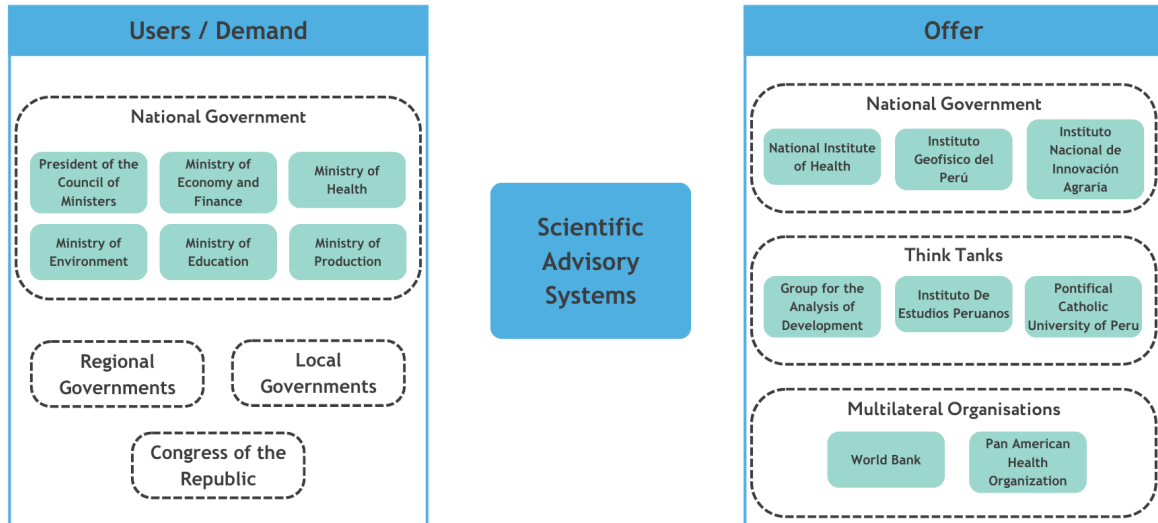 Users / Demand
National Government
President of the
Council of
Ministers
Ministry of
Economy and
Finance
Ministry of
Health
Ministry of
Environment
Ministry of
Education
Ministry of
Production
Regional
Governments
Local
Governments
Congress of the
Republic
Scientific
Advisory
Systems
Offer
National Government
National Institute
of Health
Instituto
Geofisico del
Perú
Instituto
Nacional de
Innovación
Agraria
Think Tanks
Group for the
Analysis of
Development
Instituto De
Estudios Peruanos
Pontifical
Catholic
University of Peru
Multilateral Organisations
World Bank
Pan American
Health
Organization